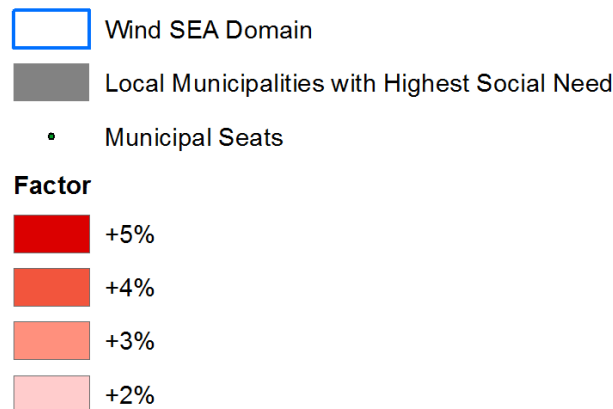 Wind SEA Domain
Local Municipalities with Highest Social Need
Municipal Seats
Factor
+5%
+4%
+3%
+2%